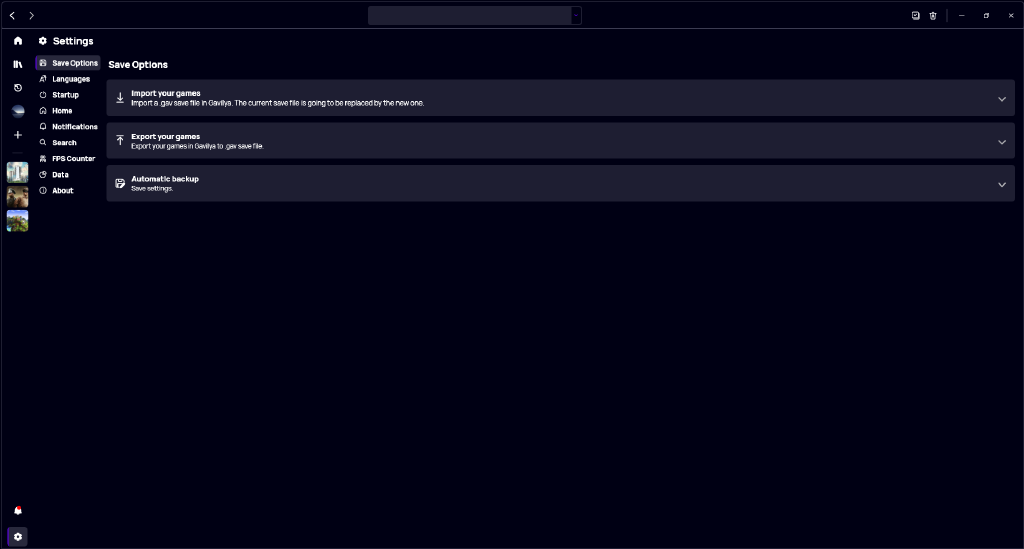 Settings
Save Options
Languages
Startup
Home
Notifications
Search
FPS Counter
Data
About
Save Options
Import your games
Import a .gav save file in Gavilya. The current save file is going to be replaced by the new one.
Export your games
Export your games in Gavilya to .gav save file.
Automatic backup
Save settings.